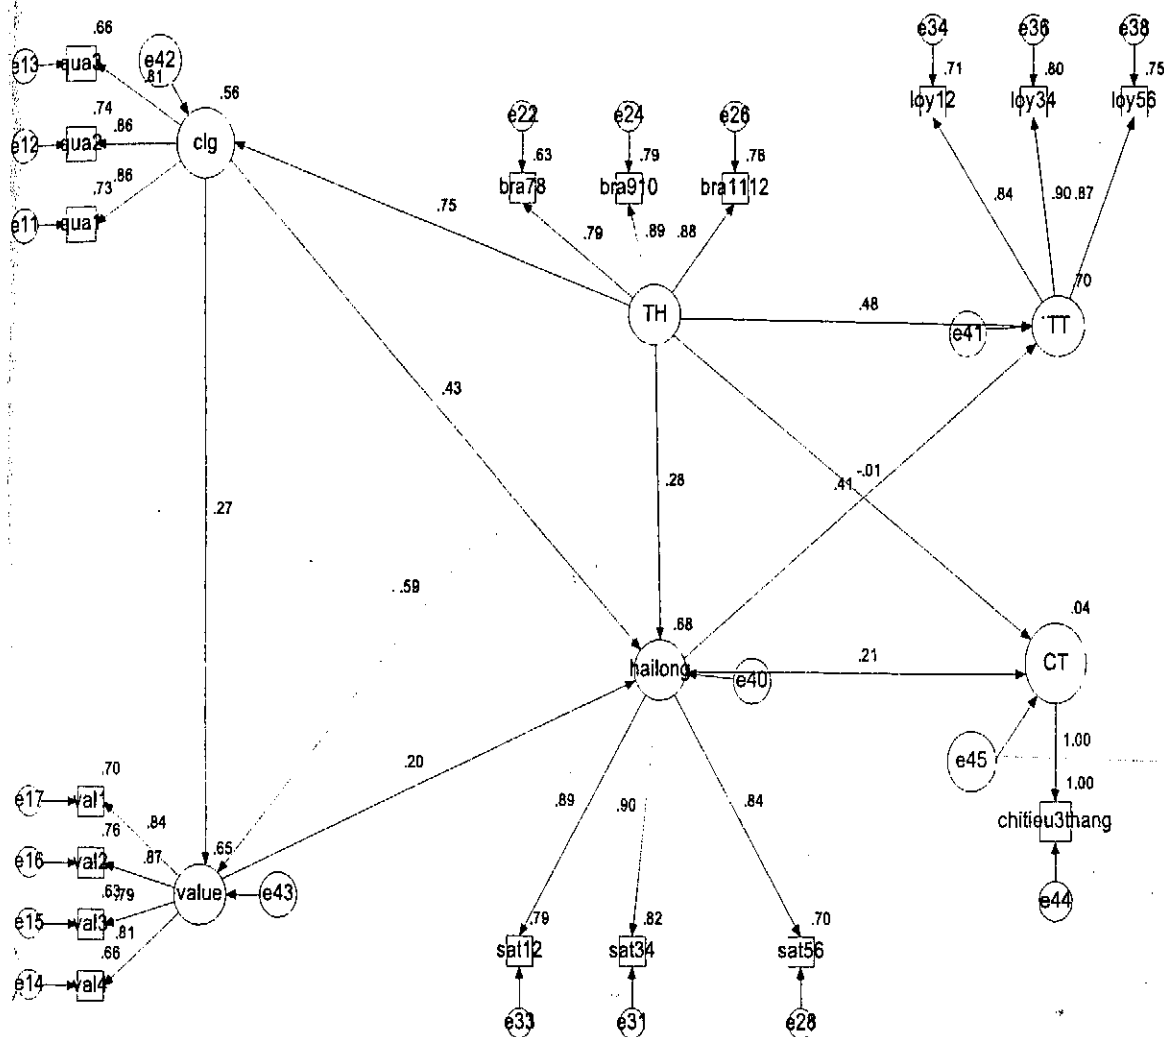 .66
e13
qua3
e42
.81
.56
.74
e12
qua2
.86
clg
.73
.86
e11
qua1
e22
e24
e26
.63
.79
.78
bra78
bra910
bra1112
.79
.89
.88
e34
e36
e38
.71
.80
.75
loy12
loy34
loy56
.84
.90
.87
.75
TH
.48
e41
.70
TT
.43
.28
.41
-.01
.27
.59
.68
hailong
e40
.21
.04
CT
e45
1.00
1.00
chitieu3thang
e44
.20
.70
e17
val1
.84
.76
e16
val2
.87
.65
value
e43
.63
.79
e15
val3
.81
.66
e14
val4
.89
.90
.84
.79
.82
.70
sat12
sat34
sat56
e33
e31
e28